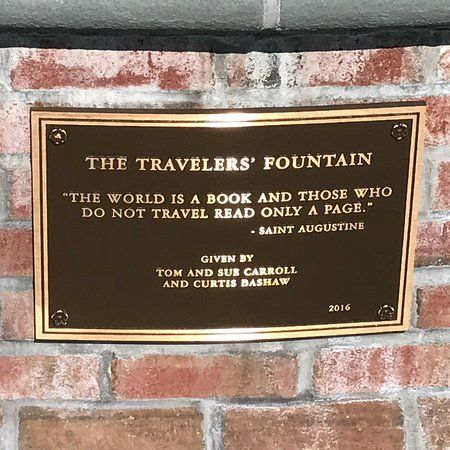 THE TRAVELERS' FOUNTAIN
"THE WORLD IS A BOOK AND THOSE WHO
DO NOT TRAVEL READ ONLY A PAGE."
- SAINT AUGUSTINE
GIVEN BY
TOM AND SUE CARROLL
AND CURTIS BASHAW
2016